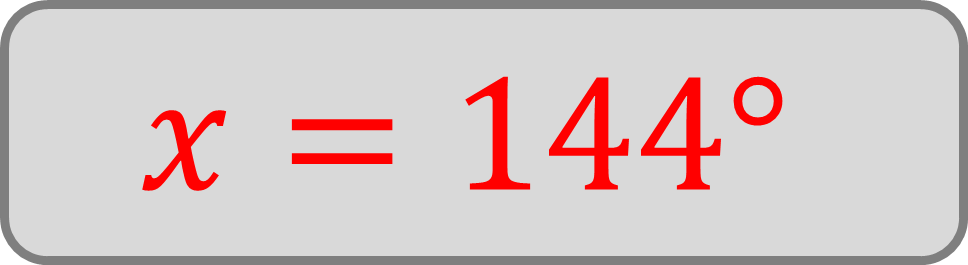 x = 144°